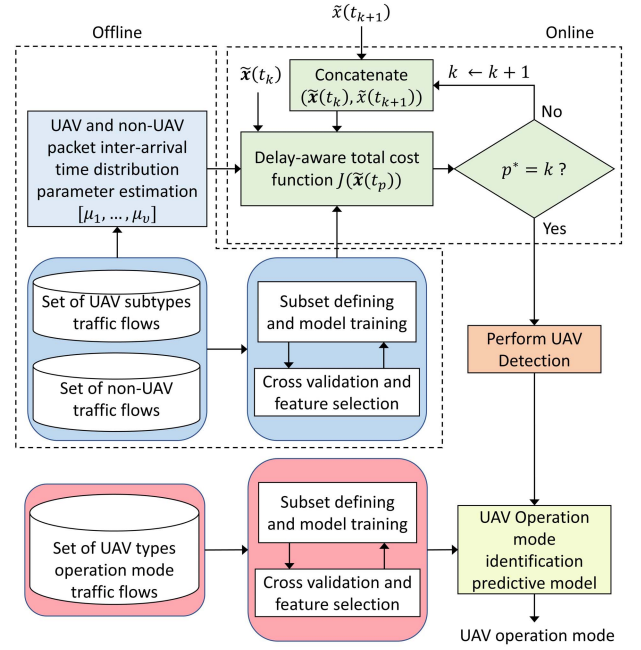 Offline
x̃(t_{k+1})
Online
Concatenate
(𝒙̃(t_k), x̃(t_{k+1}))
k ← k + 1
𝒙̃(t_k)
No
UAV and non-UAV
packet inter-arrival
time distribution
parameter estimation
[μ_1, …, μ_v]
Delay-aware total cost
function J(𝒙̃(t_p))
p* = k ?
Yes
Set of UAV subtypes
traffic flows
Set of non-UAV
traffic flows
Subset defining
and model training
Cross validation and
feature selection
Perform UAV
Detection
Set of UAV types
operation mode
traffic flows
Subset defining
and model training
Cross validation and
feature selection
UAV Operation
mode
identification
predictive model
UAV operation mode